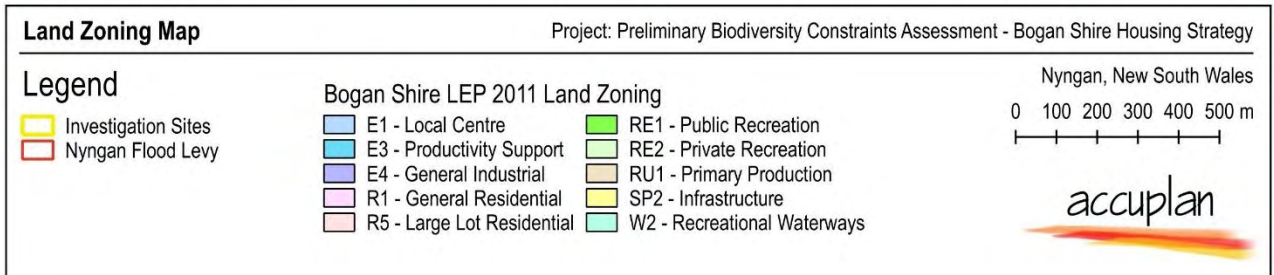 Land Zoning Map
Project: Preliminary Biodiversity Constraints Assessment - Bogan Shire Housing Strategy
Legend
Investigation Sites
Nyngan Flood Levy
Bogan Shire LEP 2011 Land Zoning
E1 - Local Centre
E3 - Productivity Support
E4 - General Industrial
R1 - General Residential
R5 - Large Lot Residential
RE1 - Public Recreation
RE2 - Private Recreation
RU1 - Primary Production
SP2 - Infrastructure
W2 - Recreational Waterways
Nyngan, New South Wales
0 100 200 300 400 500 m
accuplan